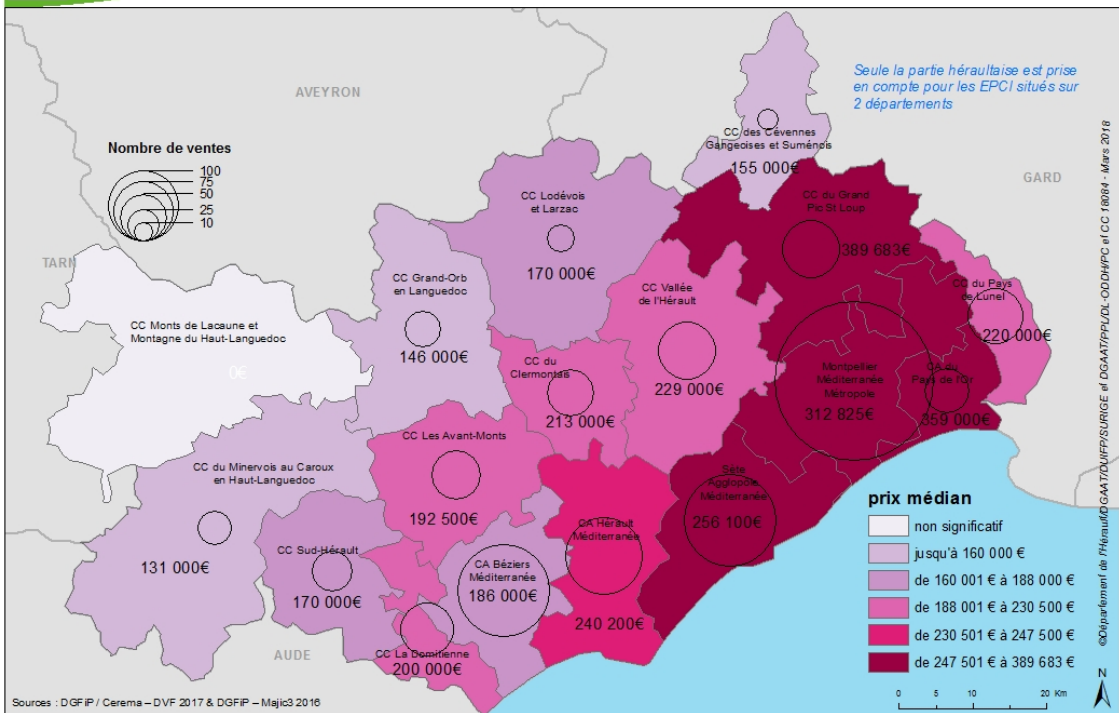 Seule la partie héraultaise est prise
en compte pour les EPCI situés sur
2 départements
AVEYRON
CC des Cévennes
Gangeoises et Suménois
155 000€
GARD
Nombre de ventes
100
75
50
25
10
CC Lodévois
et Larzac
170 000€
CC du Grand
Pic St Loup
389 683€
TARN
CC Grand-Orb
en Languedoc
146 000€
CC Vallée
de l'Hérault
229 000€
CC du Pays
de Lunel
220 000€
CC Monts de Lacaune et
Montagne du Haut-Languedoc
0€
CC du
Clermontais
213 000€
Montpellier
Méditerranée
Métropole
312 825€
CA du
Pays de l'Or
359 000€
CC Les Avant-Monts
192 500€
CC du Minervois au Caroux
en Haut-Languedoc
131 000€
Sète
Agglopole
Méditerranée
256 100€
CA Hérault
Méditerranée
240 200€
CC Sud-Hérault
170 000€
CA Béziers
Méditerranée
186 000€
CC La Domitienne
200 000€
AUDE
prix médian
non significatif
jusqu'à 160 000 €
de 160 001 € à 188 000 €
de 188 001 € à 230 500 €
de 230 501 € à 247 500 €
de 247 501 € à 389 683 €
0 5 10 20 Km
N
Sources : DGFiP / Cerema – DVF 2017 & DGFiP – Majic3 2016
©Département de l'Hérault/DGAAT/DUIFP/SURIGE et DGAAT/PPL/DL-ODH/PC et CC 18084 - Mars 2018